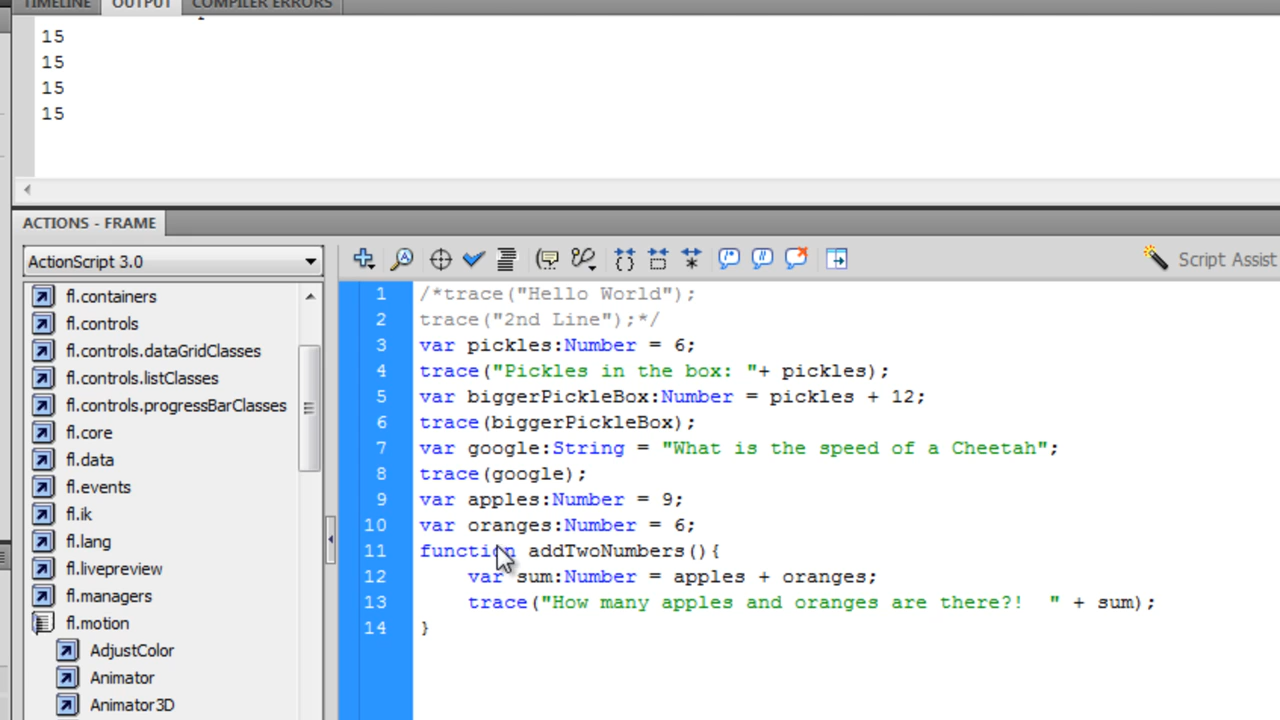 TIMELINE OUTPUT COMPILER ERRORS
15
15
15
15
ACTIONS - FRAME
ActionScript 3.0
Script Assist
fl.containers
fl.controls
fl.controls.dataGridClasses
fl.controls.listClasses
fl.controls.progressBarClasses
fl.core
fl.data
fl.events
fl.ik
fl.lang
fl.livepreview
fl.managers
fl.motion
AdjustColor
Animator
Animator3D
1 /*trace("Hello World");
2 trace("2nd Line");*/
3 var pickles:Number = 6;
4 trace("Pickles in the box: "+ pickles);
5 var biggerPickleBox:Number = pickles + 12;
6 trace(biggerPickleBox);
7 var google:String = "What is the speed of a Cheetah";
8 trace(google);
9 var apples:Number = 9;
10 var oranges:Number = 6;
11 function addTwoNumbers(){
12 var sum:Number = apples + oranges;
13 trace("How many apples and oranges are there?!  " + sum);
14 }